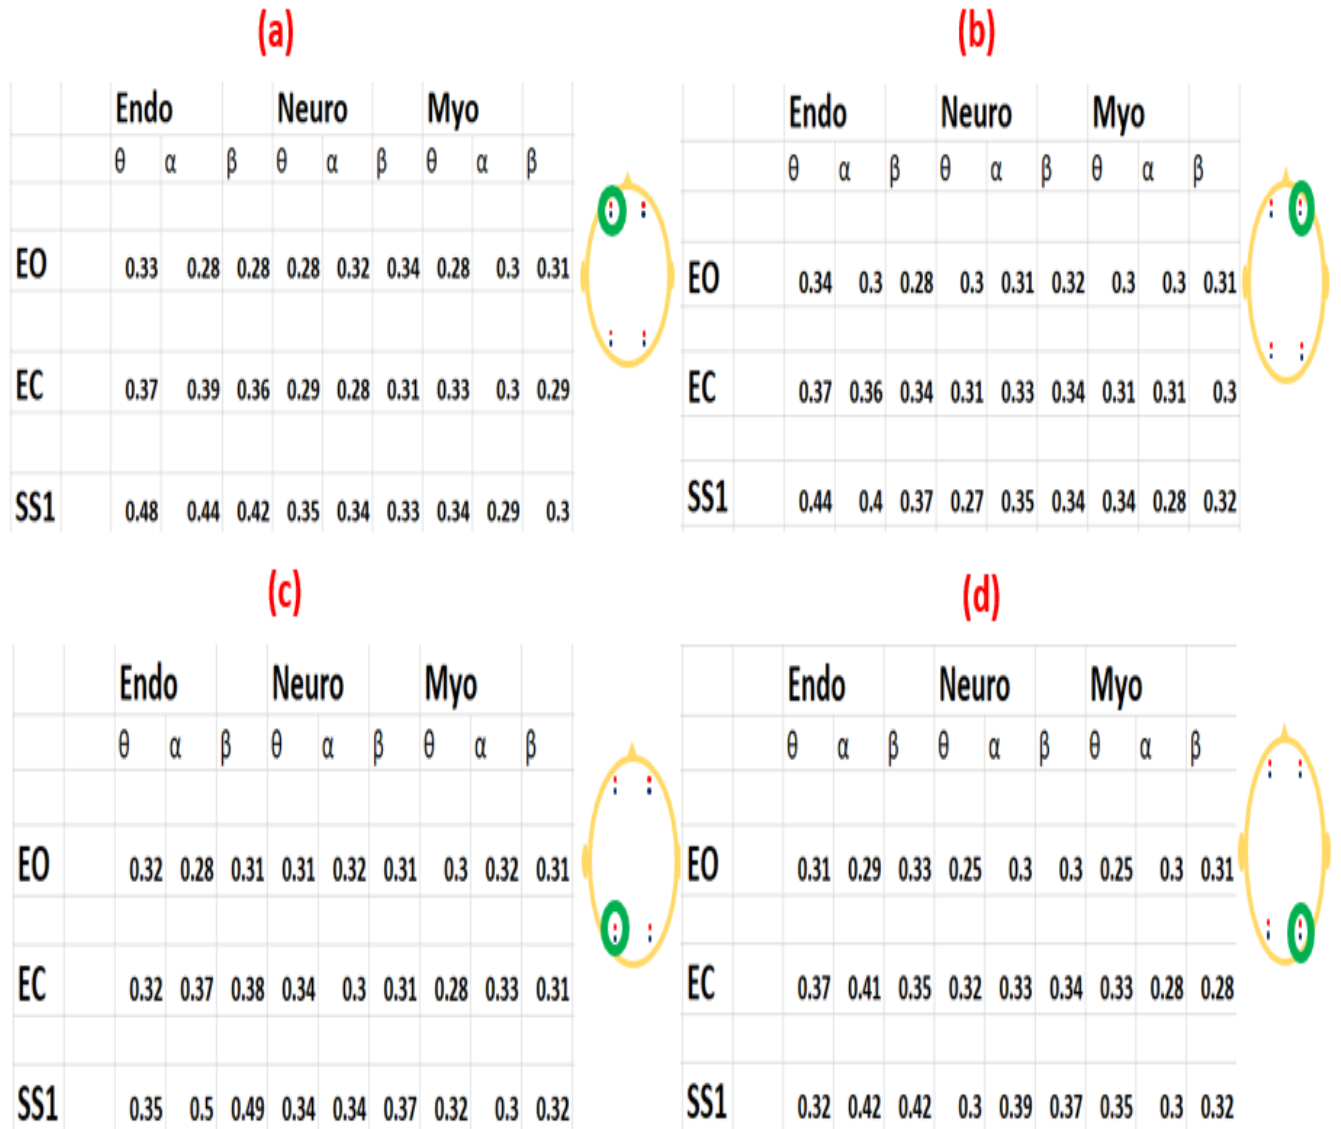 (a)
Endo Neuro Myo
θ α β θ α β θ α β
EO 0.33 0.28 0.28 0.28 0.32 0.34 0.28 0.3 0.31
EC 0.37 0.39 0.36 0.29 0.28 0.31 0.33 0.3 0.29
SS1 0.48 0.44 0.42 0.35 0.34 0.33 0.34 0.29 0.3
(b)
Endo Neuro Myo
θ α β θ α β θ α β
EO 0.34 0.3 0.28 0.3 0.31 0.32 0.3 0.3 0.31
EC 0.37 0.36 0.34 0.31 0.33 0.34 0.31 0.31 0.3
SS1 0.44 0.4 0.37 0.27 0.35 0.34 0.34 0.28 0.32
(c)
Endo Neuro Myo
θ α β θ α β θ α β
EO 0.32 0.28 0.31 0.31 0.32 0.31 0.3 0.32 0.31
EC 0.32 0.37 0.38 0.34 0.3 0.31 0.28 0.33 0.31
SS1 0.35 0.5 0.49 0.34 0.34 0.37 0.32 0.3 0.32
(d)
Endo Neuro Myo
θ α β θ α β θ α β
EO 0.31 0.29 0.33 0.25 0.3 0.3 0.25 0.3 0.31
EC 0.37 0.41 0.35 0.32 0.33 0.34 0.33 0.28 0.28
SS1 0.32 0.42 0.42 0.3 0.39 0.37 0.35 0.3 0.32